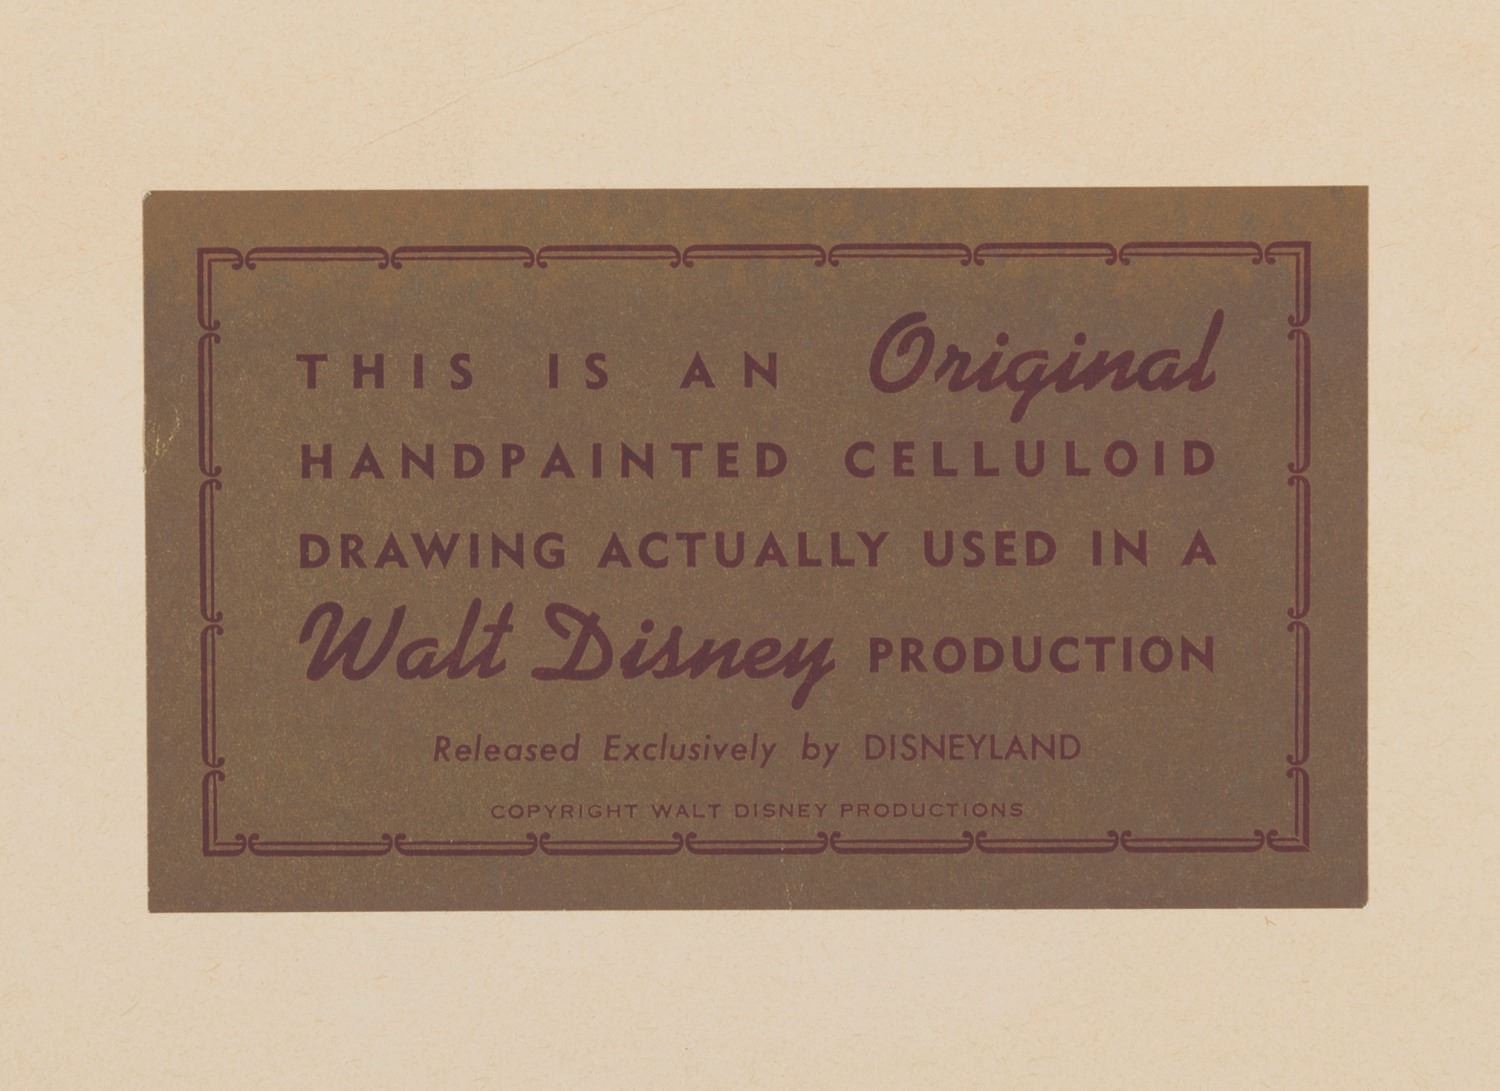 THIS IS AN Original
HANDPAINTED CELLULOID
DRAWING ACTUALLY USED IN A
Walt Disney PRODUCTION
Released Exclusively by DISNEYLAND
COPYRIGHT WALT DISNEY PRODUCTIONS